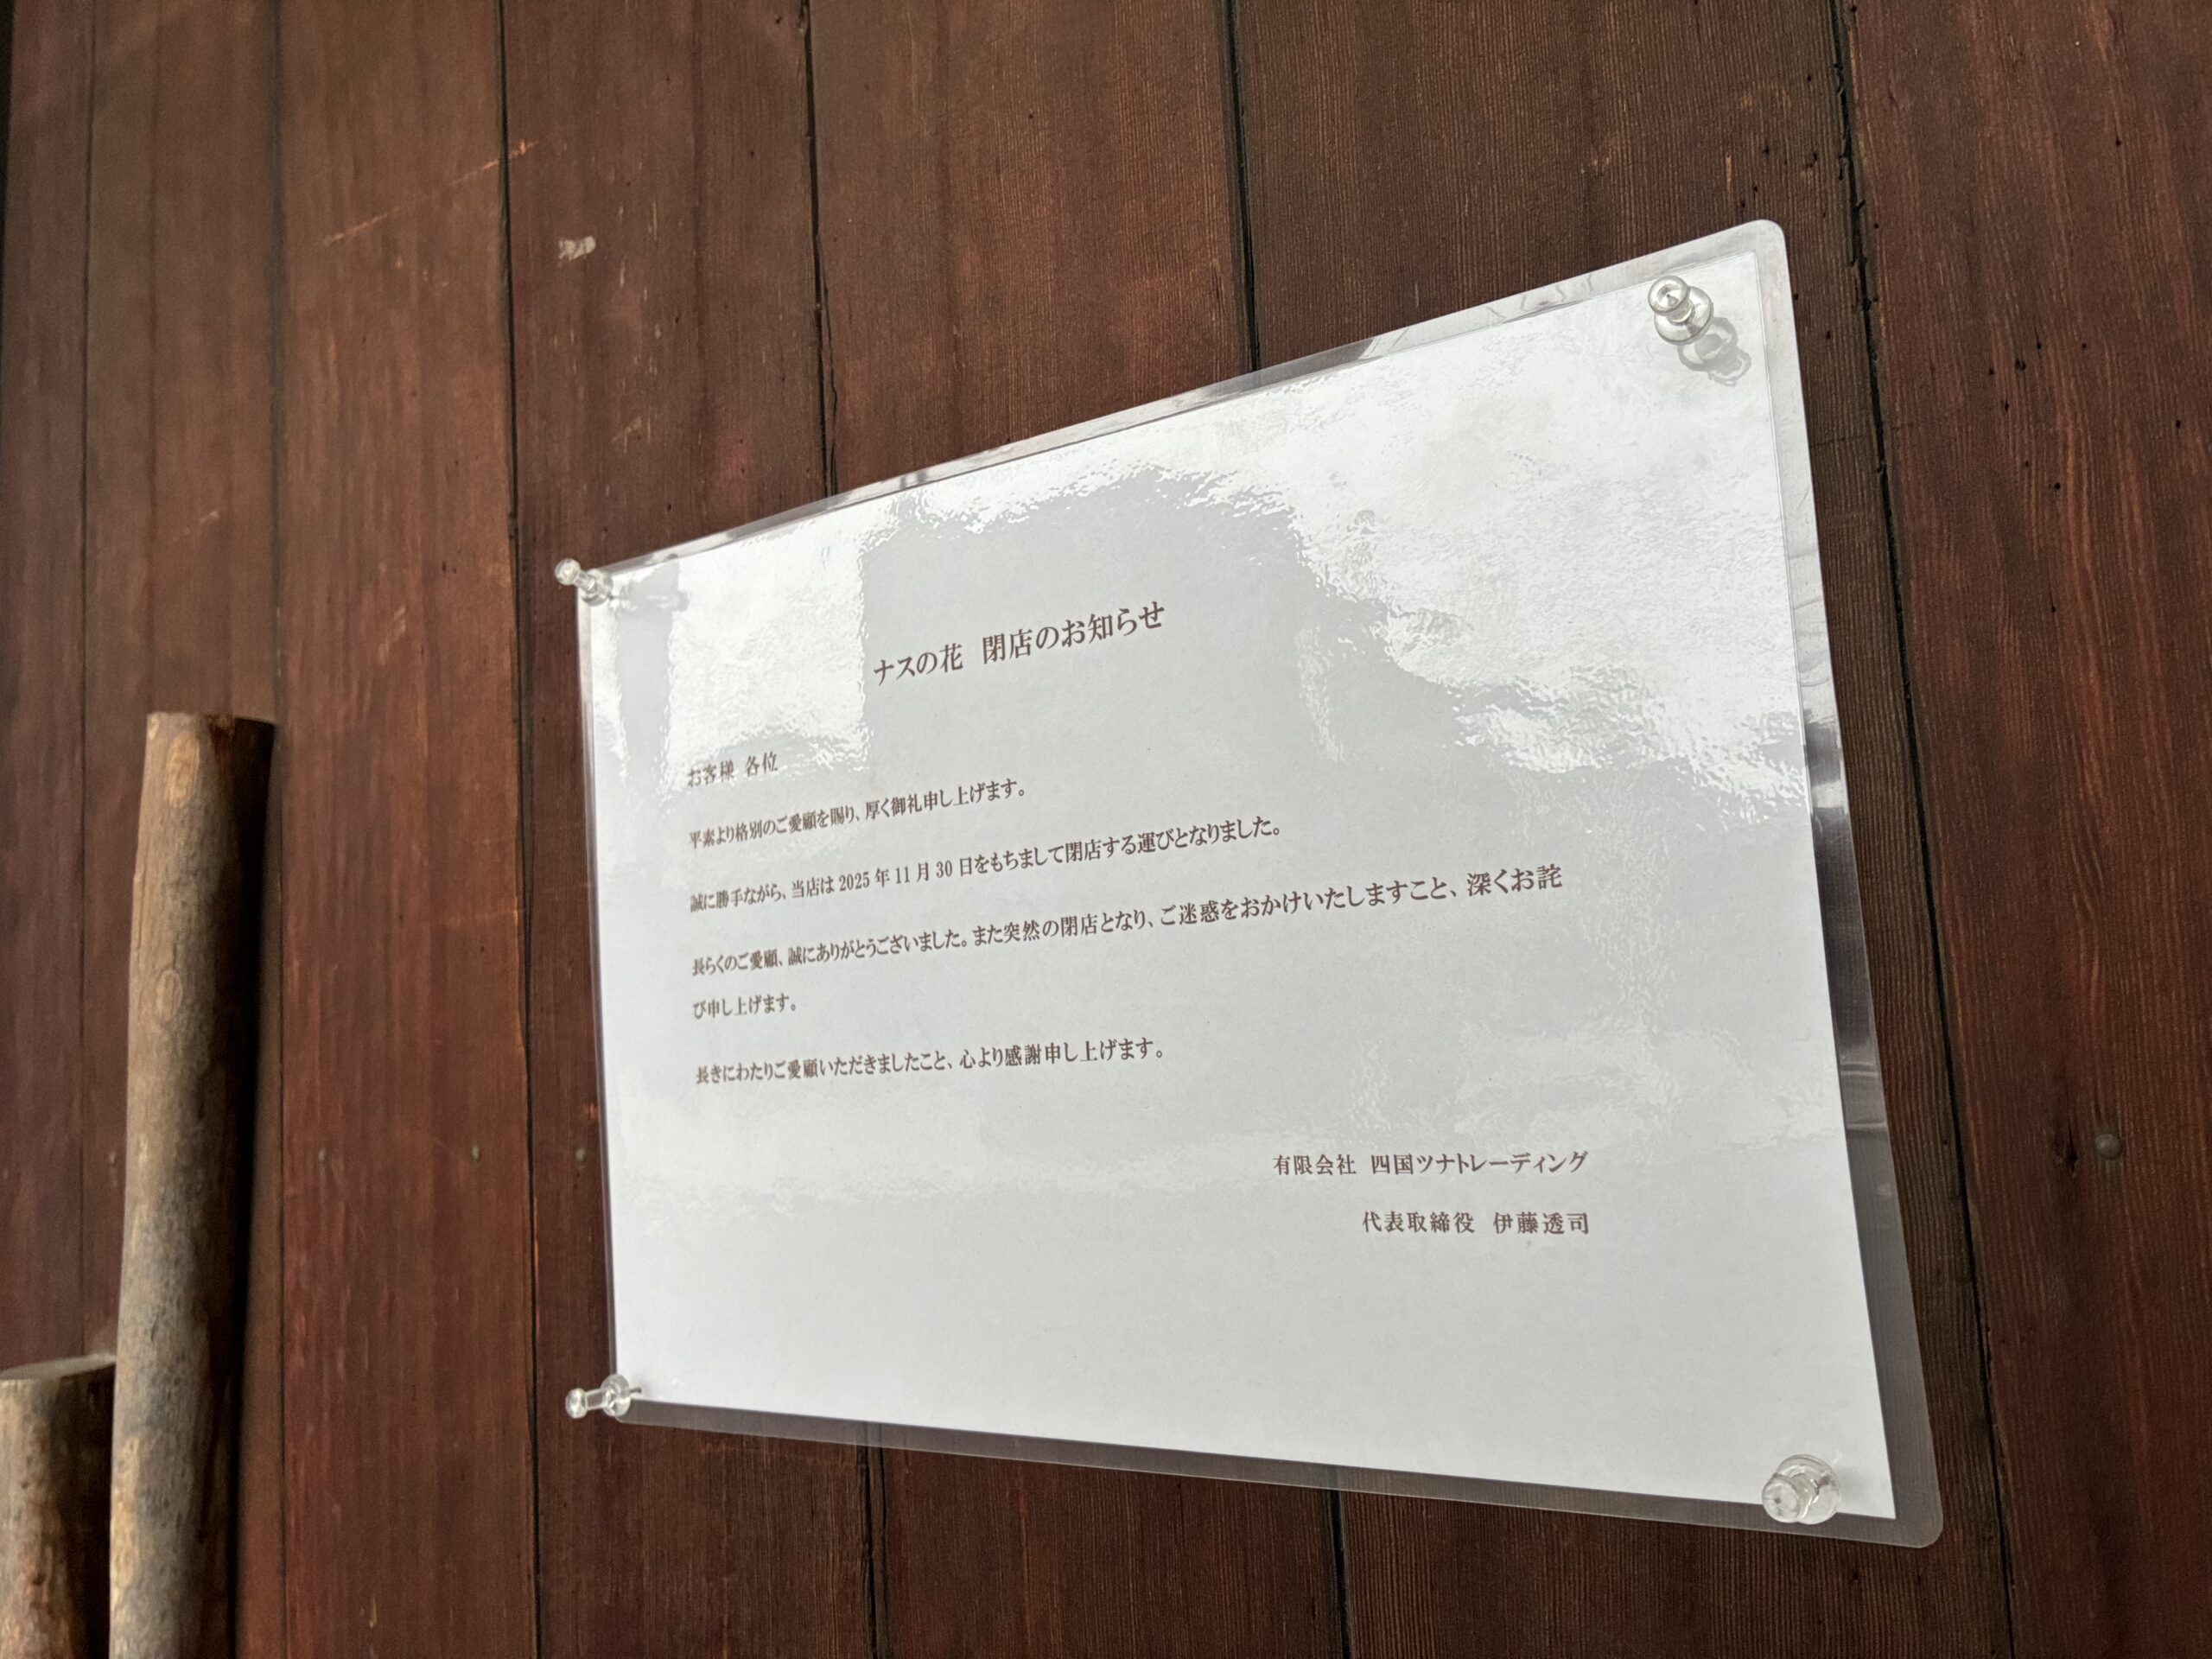 ナスの花 閉店のお知らせ
お客様 各位
平素より格別のご愛顧を賜り、厚く御礼申し上げます。
誠に勝手ながら、当店は 2025 年 11 月 30 日をもちまして閉店する運びとなりました。
長らくのご愛顧、誠にありがとうございました。また突然の閉店となり、ご迷惑をおかけいたしますこと、深くお詫
び申し上げます。
長きにわたりご愛顧いただきましたこと、心より感謝申し上げます。
有限会社 四国ツナトレーディング
代表取締役 伊藤透司